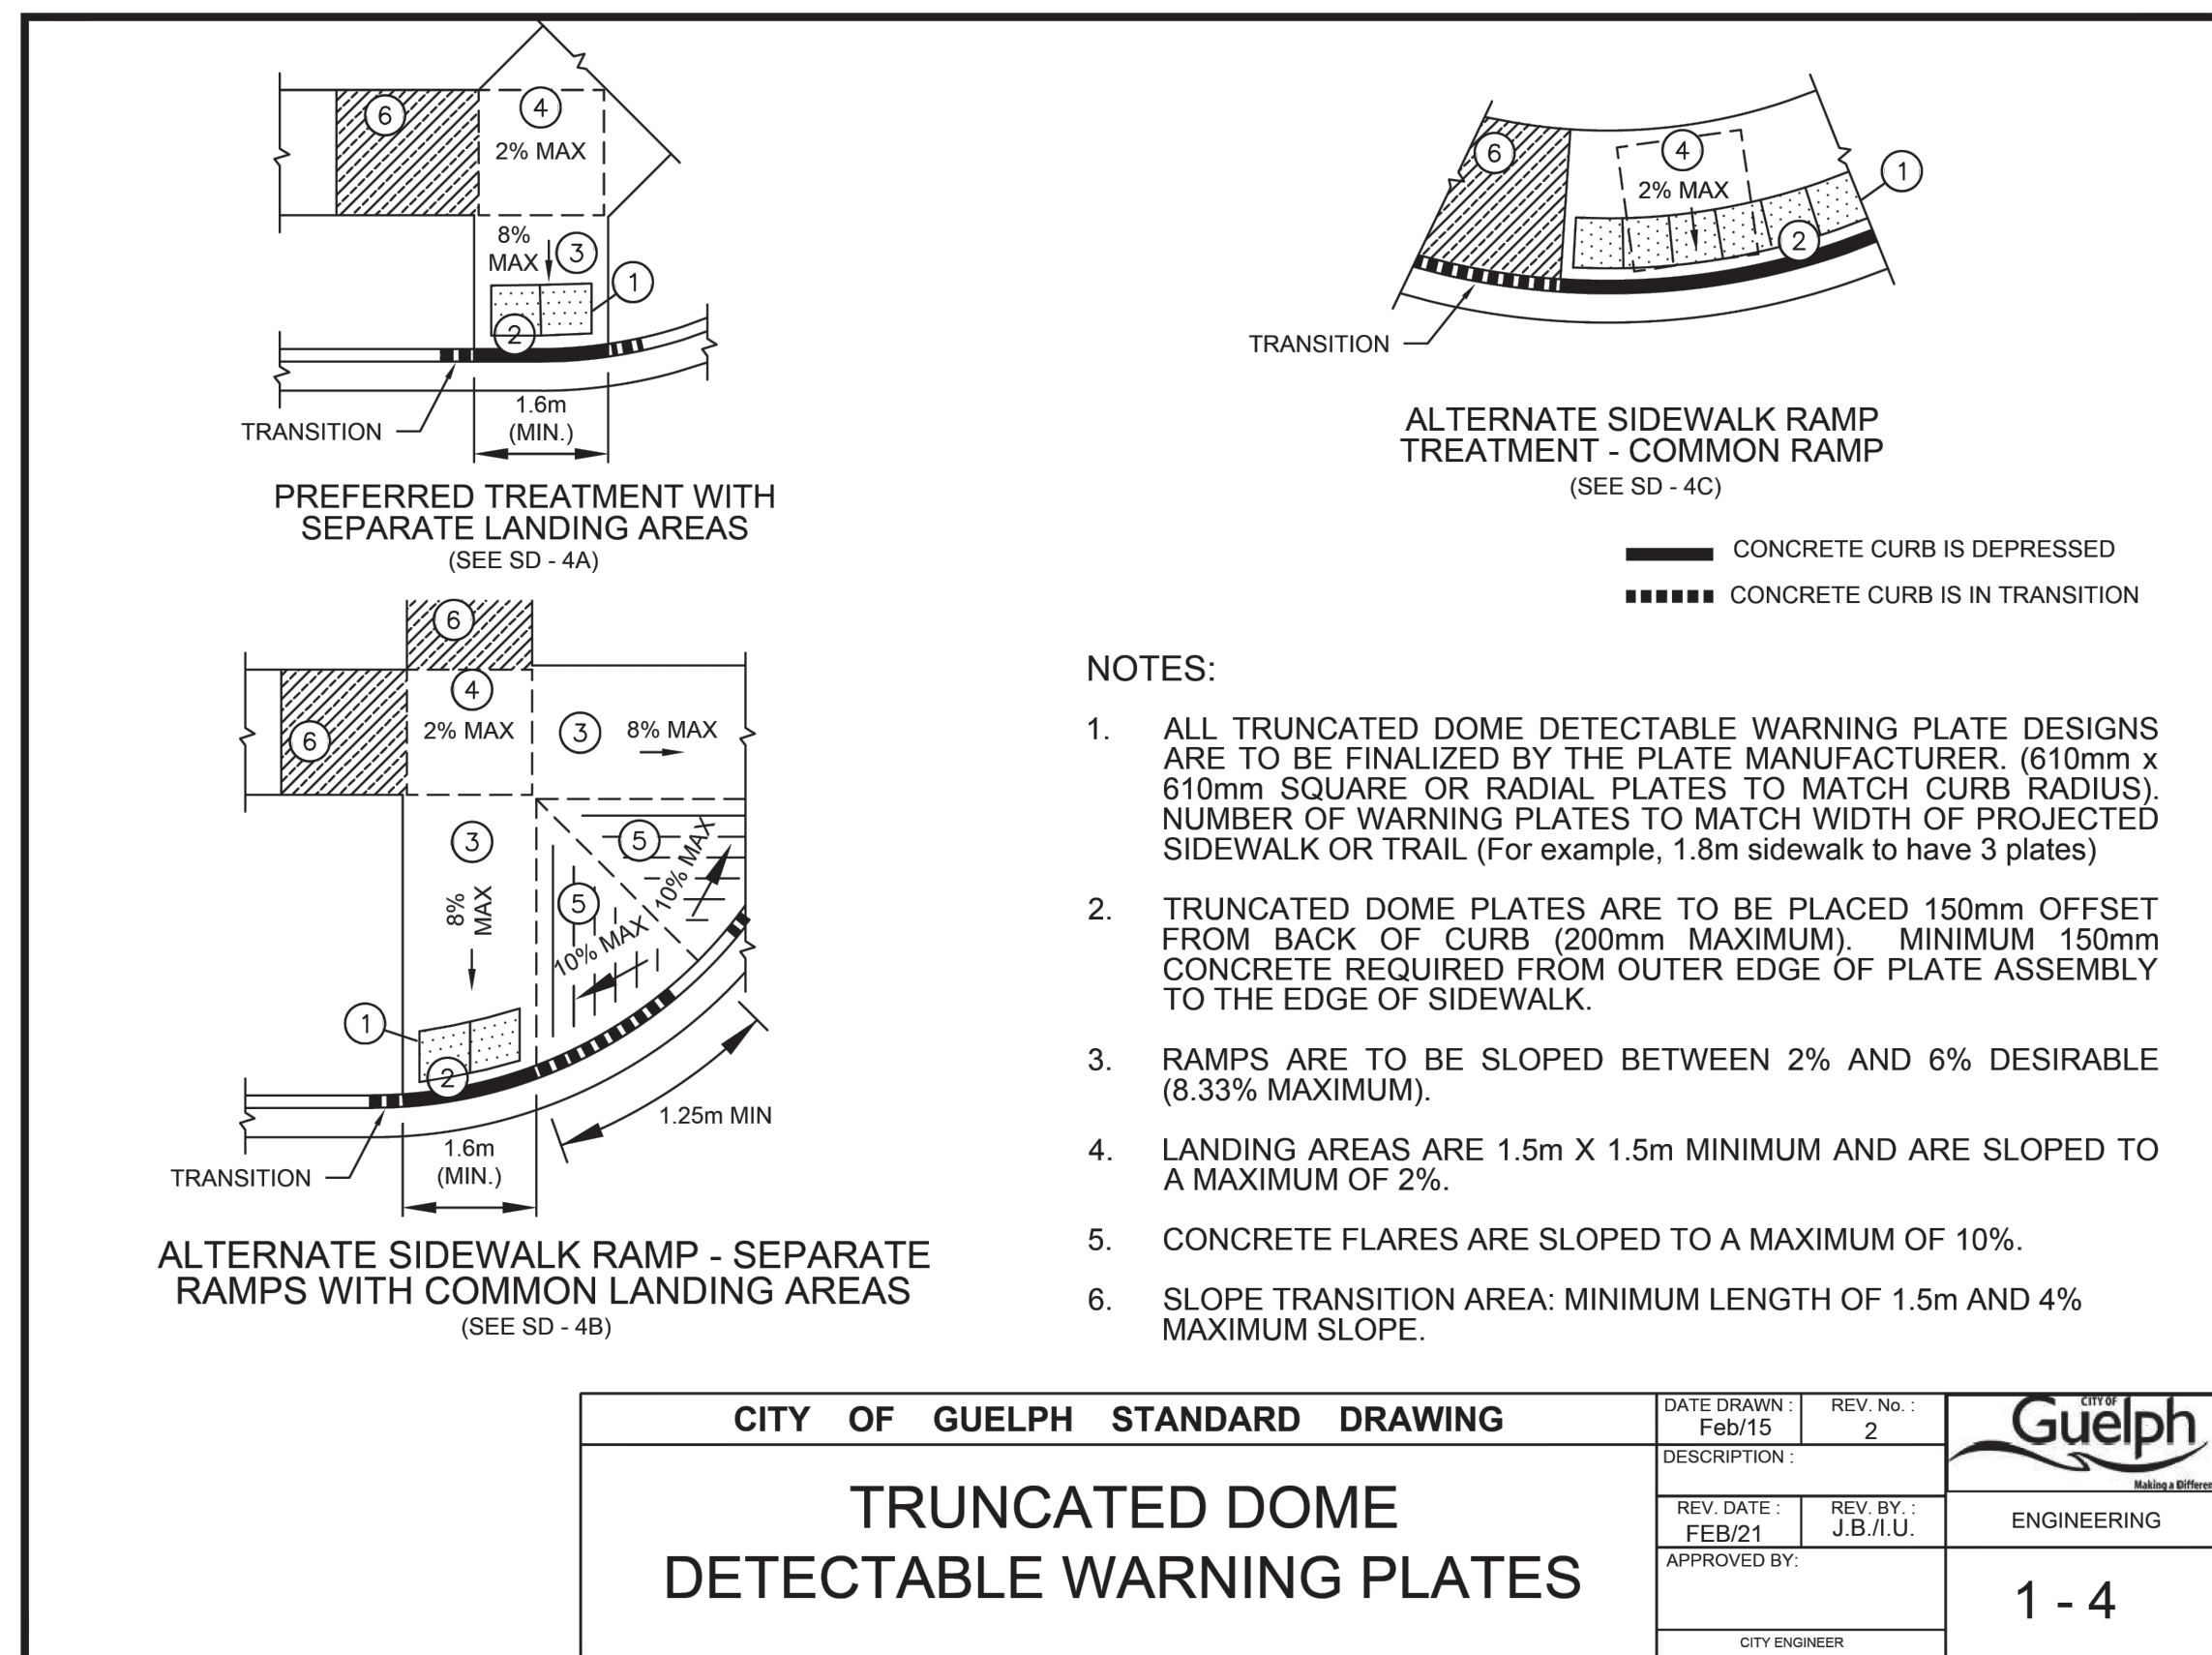 6
4
2% MAX
8%
MAX
3
1
2
TRANSITION
1.6m
(MIN.)
PREFERRED TREATMENT WITH
SEPARATE LANDING AREAS
(SEE SD - 4A)
6
4
2% MAX
1
2
TRANSITION
ALTERNATE SIDEWALK RAMP
TREATMENT - COMMON RAMP
(SEE SD - 4C)
CONCRETE CURB IS DEPRESSED
CONCRETE CURB IS IN TRANSITION
6
4
2% MAX
6
3
8% MAX
3
8%
MAX
5
10% MAX
5
10% MAX
1
2
1.25m MIN
TRANSITION
1.6m
(MIN.)
ALTERNATE SIDEWALK RAMP - SEPARATE
RAMPS WITH COMMON LANDING AREAS
(SEE SD - 4B)
NOTES:
1. ALL TRUNCATED DOME DETECTABLE WARNING PLATE DESIGNS
ARE TO BE FINALIZED BY THE PLATE MANUFACTURER. (610mm x
610mm SQUARE OR RADIAL PLATES TO MATCH CURB RADIUS).
NUMBER OF WARNING PLATES TO MATCH WIDTH OF PROJECTED
SIDEWALK OR TRAIL (For example, 1.8m sidewalk to have 3 plates)
2. TRUNCATED DOME PLATES ARE TO BE PLACED 150mm OFFSET
FROM BACK OF CURB (200mm MAXIMUM). MINIMUM 150mm
CONCRETE REQUIRED FROM OUTER EDGE OF PLATE ASSEMBLY
TO THE EDGE OF SIDEWALK.
3. RAMPS ARE TO BE SLOPED BETWEEN 2% AND 6% DESIRABLE
(8.33% MAXIMUM).
4. LANDING AREAS ARE 1.5m X 1.5m MINIMUM AND ARE SLOPED TO
A MAXIMUM OF 2%.
5. CONCRETE FLARES ARE SLOPED TO A MAXIMUM OF 10%.
6. SLOPE TRANSITION AREA: MINIMUM LENGTH OF 1.5m AND 4%
MAXIMUM SLOPE.
CITY OF GUELPH STANDARD DRAWING
TRUNCATED DOME
DETECTABLE WARNING PLATES
DATE DRAWN :
Feb/15
REV. No. :
2
DESCRIPTION :
REV. DATE :
FEB/21
REV. BY. :
J.B./I.U.
APPROVED BY:
CITY ENGINEER
CITY OF
Guelph
Making a
ENGINEERING
1 - 4